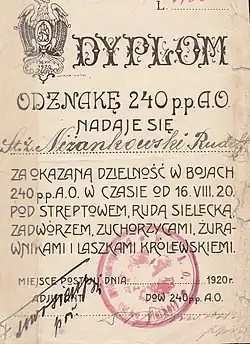 L.
1920
DYPLOM
ODZNAKĘ 240 p.p. A.O.
NADAJE SIĘ
Niżankowski Rudolf
ZA OKAZANĄ DZIELNOŚĆ W BOJACH
240 p.p. A.O. W CZASIE OD 16. VIII. 20.
POD STREPTOWEM, RUDĄ SIELECKĄ,
ZADWÓRZEM, ZUCHORZYCAMI, ŻURA-
WNIKAMI I LASZKAMI KRÓLEWSKIEMI.
MIEJSCE POSTOJU DNIA 1920 r.
ADJUTANT DOW 240 p.p. A.O.